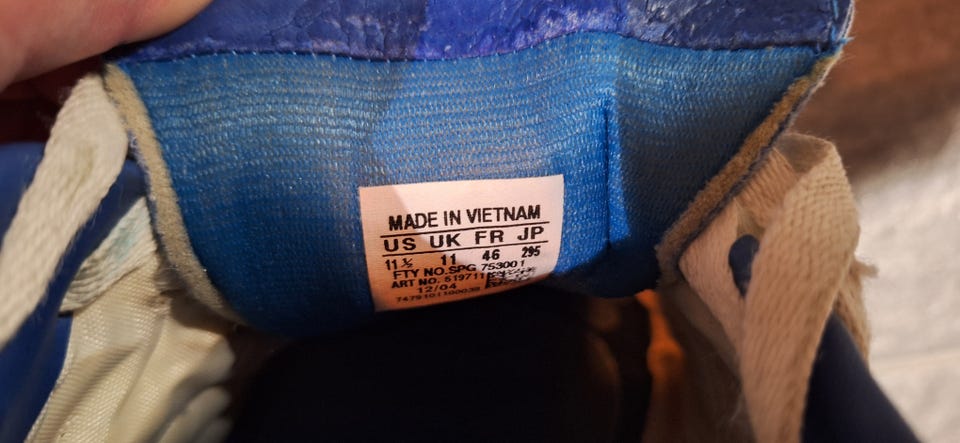 MADE IN VIETNAM
US UK FR JP
11 ½ 11 46 295
FTY NO.SPG 753001
ART NO. 519711
12/04